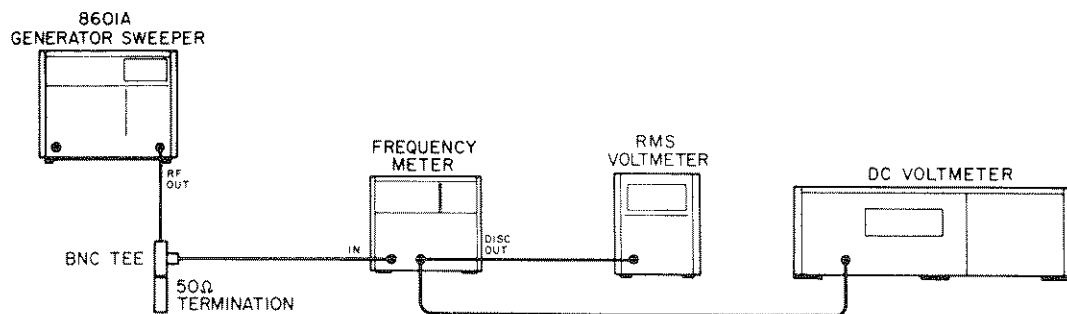 8601A
GENERATOR SWEEPER
RF
OUT
BNC TEE
50Ω
TERMINATION
FREQUENCY
METER
IN
DISC
OUT
RMS
VOLTMETER
DC VOLTMETER